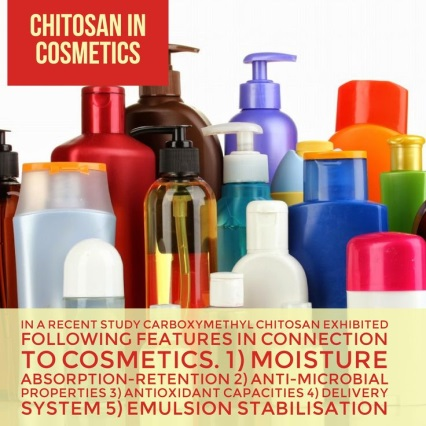 CHITOSAN IN
COSMETICS
IN A RECENT STUDY CARBOXYMETHYL CHITOSAN EXHIBITED
FOLLOWING FEATURES IN CONNECTION
TO COSMETICS. 1) MOISTURE
ABSORPTION-RETENTION 2) ANTI-MICROBIAL
PROPERTIES 3) ANTIOXIDANT CAPACITIES 4) DELIVERY
SYSTEM 5) EMULSION STABILISATION